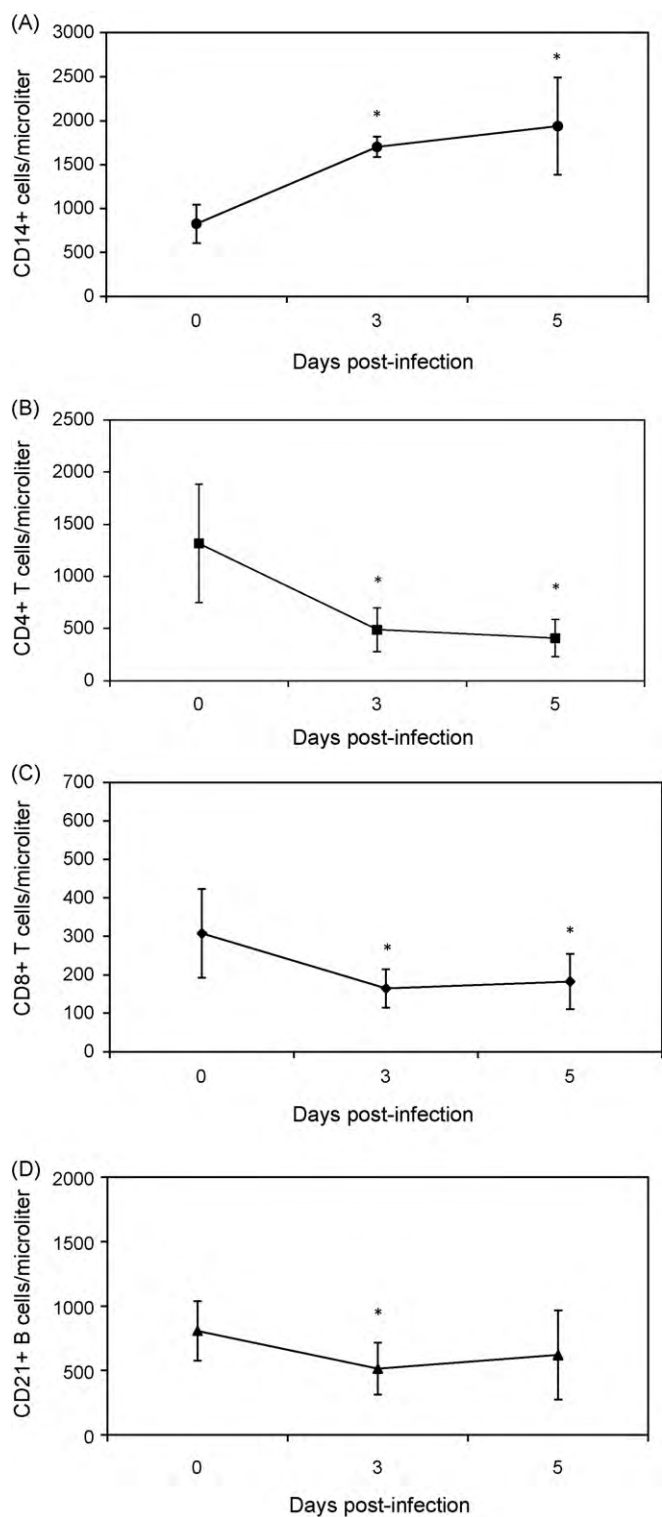 (A)
3000
2500
2000
1500
1000
500
0
CD14+ cells/microliter
*
*
0 3 5
Days post-infection
(B)
2500
2000
1500
1000
500
0
CD4+ T cells/microliter
*
*
0 3 5
Days post-infection
(C)
700
600
500
400
300
200
100
0
CD8+ T cells/microliter
*
*
0 3 5
Days post-infection
(D)
2000
1500
1000
500
0
CD21+ B cells/microliter
*
0 3 5
Days post-infection